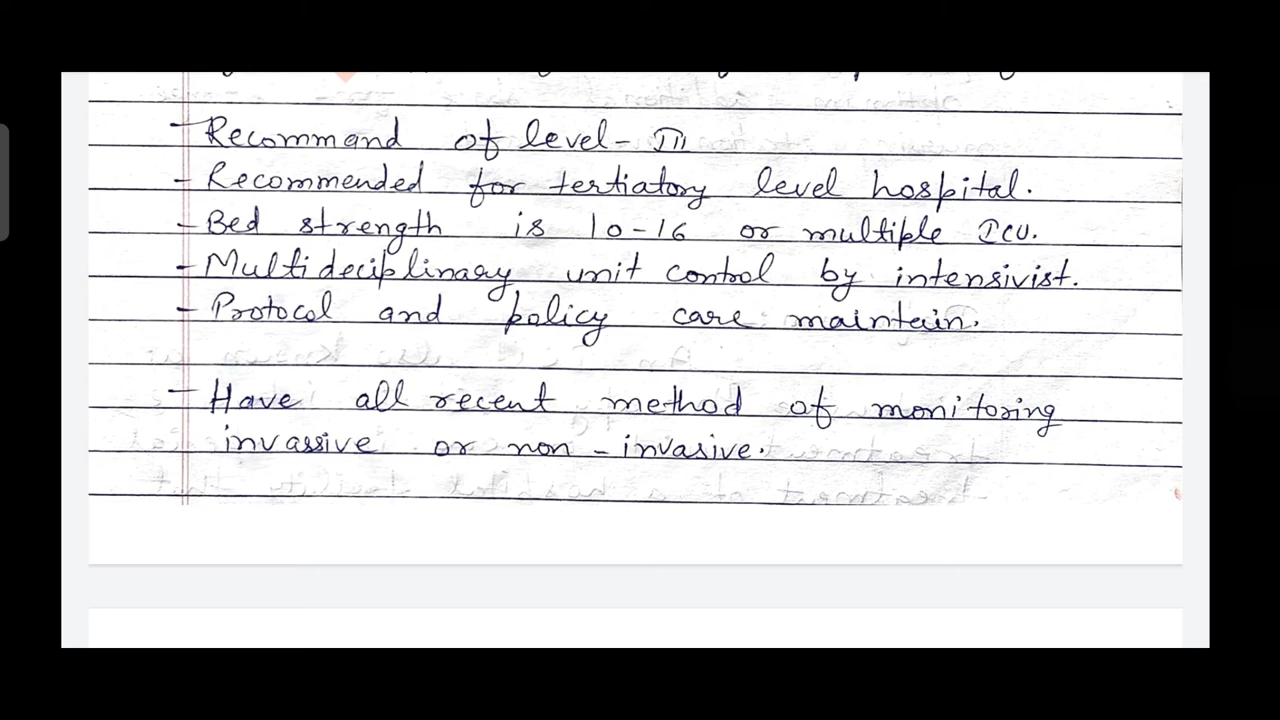 - Recommand of level- III
- Recommended for tertiatory level hospital.
- Bed strength is 10-16 or multiple ICU.
- Multideciplinary unit control by intensivist.
- Protocol and policy care maintain.
- Have all recent method of monitoring
invassive or non - invasive.